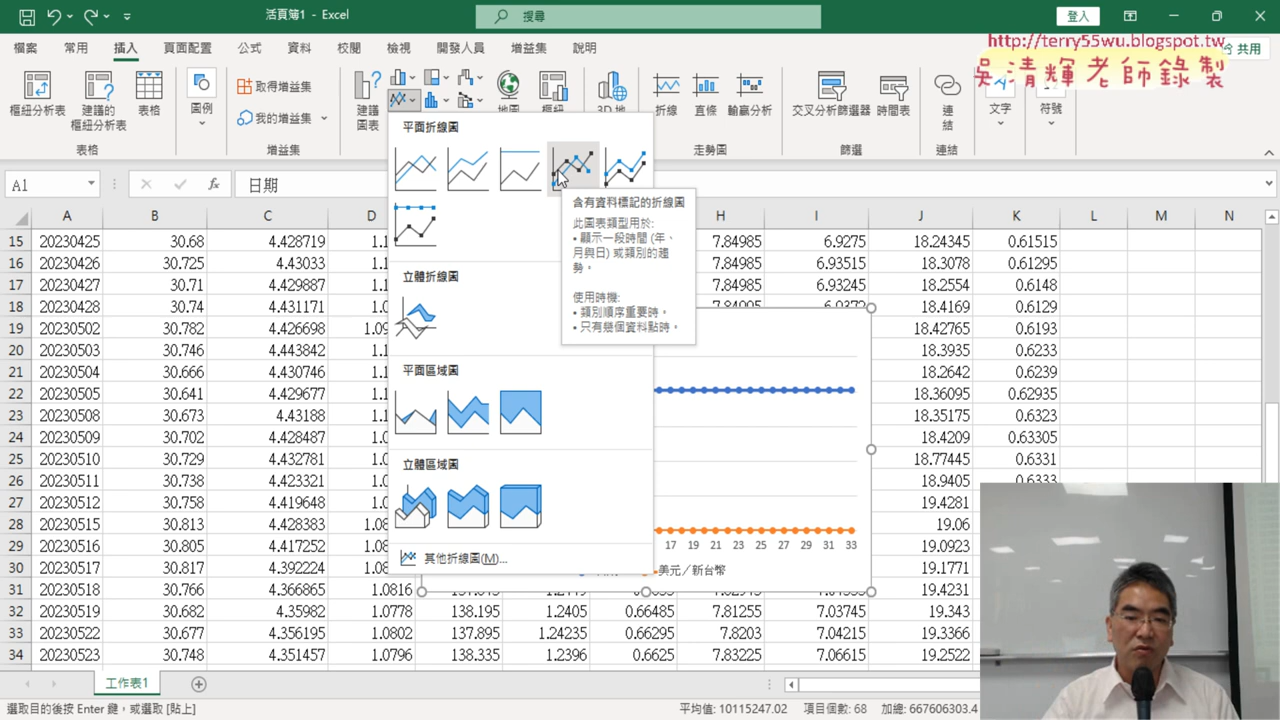 活頁簿1 - Excel
搜尋
登入
檔案 常用 插入 頁面配置 公式 資料 校閱 檢視 開發人員 增益集 說明
共用
http://terry55wu.blogspot.tw
吳清輝老師錄製
樞紐分析表 建議的 樞紐分析表 表格 圖例 取得增益集 我的增益集 建議 圖表 地圖 樞紐 3D 地 折線 直條 輸贏分析 交叉分析篩選器 時間表 連結 文字 符號
表格 增益集 走勢圖 篩選 連結
A1 fx 日期
平面折線圖
含有資料標記的折線圖
此圖表類型用於:
• 顯示一段時間 (年、
月與日) 或類別的趨
勢。
使用時機:
• 類別順序重要時。
• 只有幾個資料點時。
立體折線圖
平面區域圖
立體區域圖
其他折線圖(M)...
A B C D H I J K L M N
15 20230425 30.68 4.428719 7.84985 6.9275 18.24345 0.61515
16 20230426 30.725 4.43033 7.84985 6.93515 18.3078 0.61295
17 20230427 30.71 4.429887 7.84985 6.93245 18.2554 0.6148
18 20230428 30.74 4.431171 18.4169 0.6129
19 20230502 30.782 4.426698 18.42765 0.6193
20 20230503 30.746 4.443842 18.3935 0.6233
21 20230504 30.666 4.430746 18.2642 0.6239
22 20230505 30.641 4.429677 18.36095 0.62935
23 20230508 30.673 4.43188 18.35175 0.6323
24 20230509 30.702 4.428487 18.4209 0.63305
25 20230510 30.729 4.432781 18.77445 0.6331
26 20230511 30.738 4.423321 18.9405 0.6333
27 20230512 30.758 4.419648 19.4281
28 20230515 30.813 4.428383 19.06
29 20230516 30.805 4.417252 19.0923
30 20230517 30.817 4.392224 19.1771
31 20230518 30.766 4.366865 1.0816 19.4231
32 20230519 30.682 4.35982 1.0778 138.195 1.2405 0.66485 7.81255 7.03745 19.343
33 20230522 30.677 4.356195 1.0802 137.895 1.24235 0.66295 7.8203 7.04215 19.3366
34 20230523 30.748 4.351457 1.0796 138.335 1.2396 0.6625 7.83225 7.06615 19.2522
17 19 21 23 25 27 29 31 33
美元／新台幣
工作表1
選取目的後按 Enter 鍵，或選取 [貼上]
平均值: 10115247.02 項目個數: 68 加總: 667606303.4